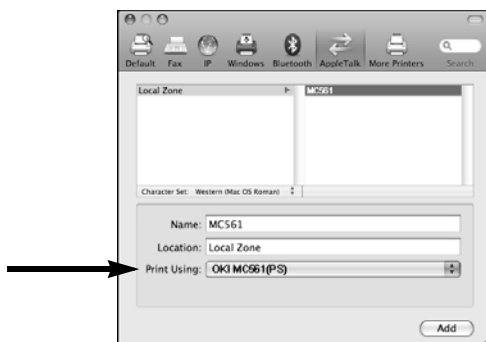 Default Fax IP Windows Bluetooth AppleTalk More Printers Search
Local Zone MC561
Character Set: Western (Mac OS Roman)
Name: MC561
Location: Local Zone
Print Using: OKI MC561(PS)
Add